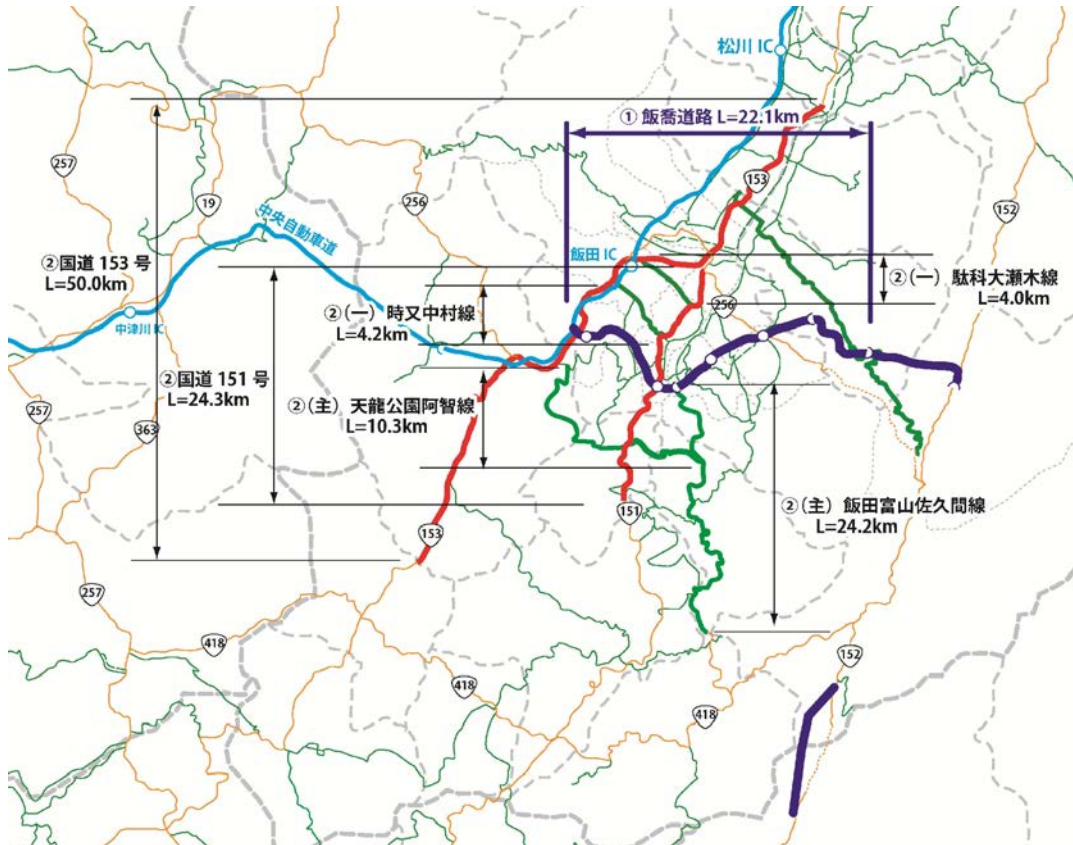 松川 IC
① 飯喬道路 L=22.1km
257
153
19
256
152
中央自動車道
②国道 153 号
L=50.0km
飯田 IC
②(一) 駄科大瀬木線
L=4.0km
256
②(一) 時又中村線
L=4.2km
中津川 IC
②国道 151 号
L=24.3km
②(主) 天龍公園阿智線
L=10.3km
257
363
②(主) 飯田富山佐久間線
L=24.2km
151
153
257
418
152
418
418